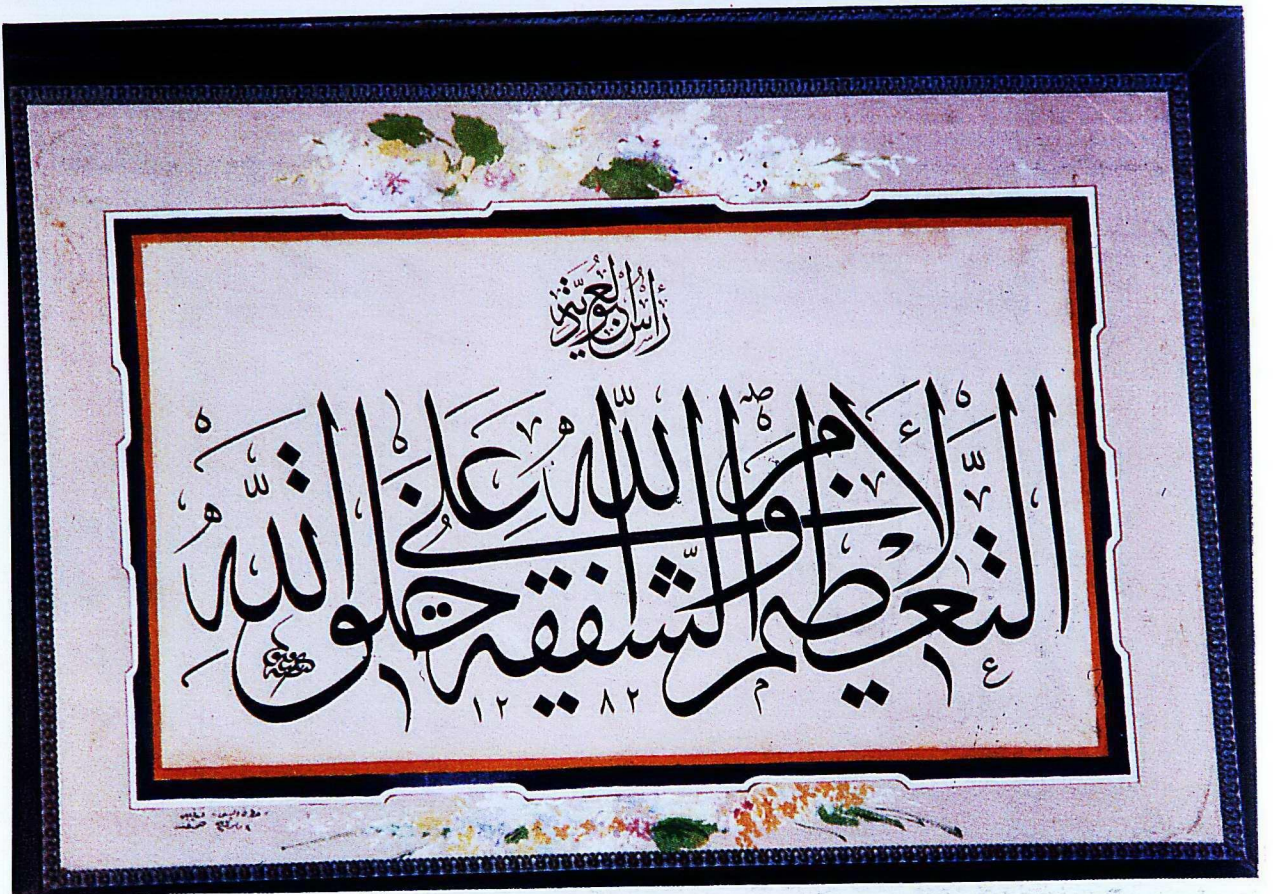 رأس العبودية
التعظيم لأمر الله والشفقة على خلق الله
١٢٨٢